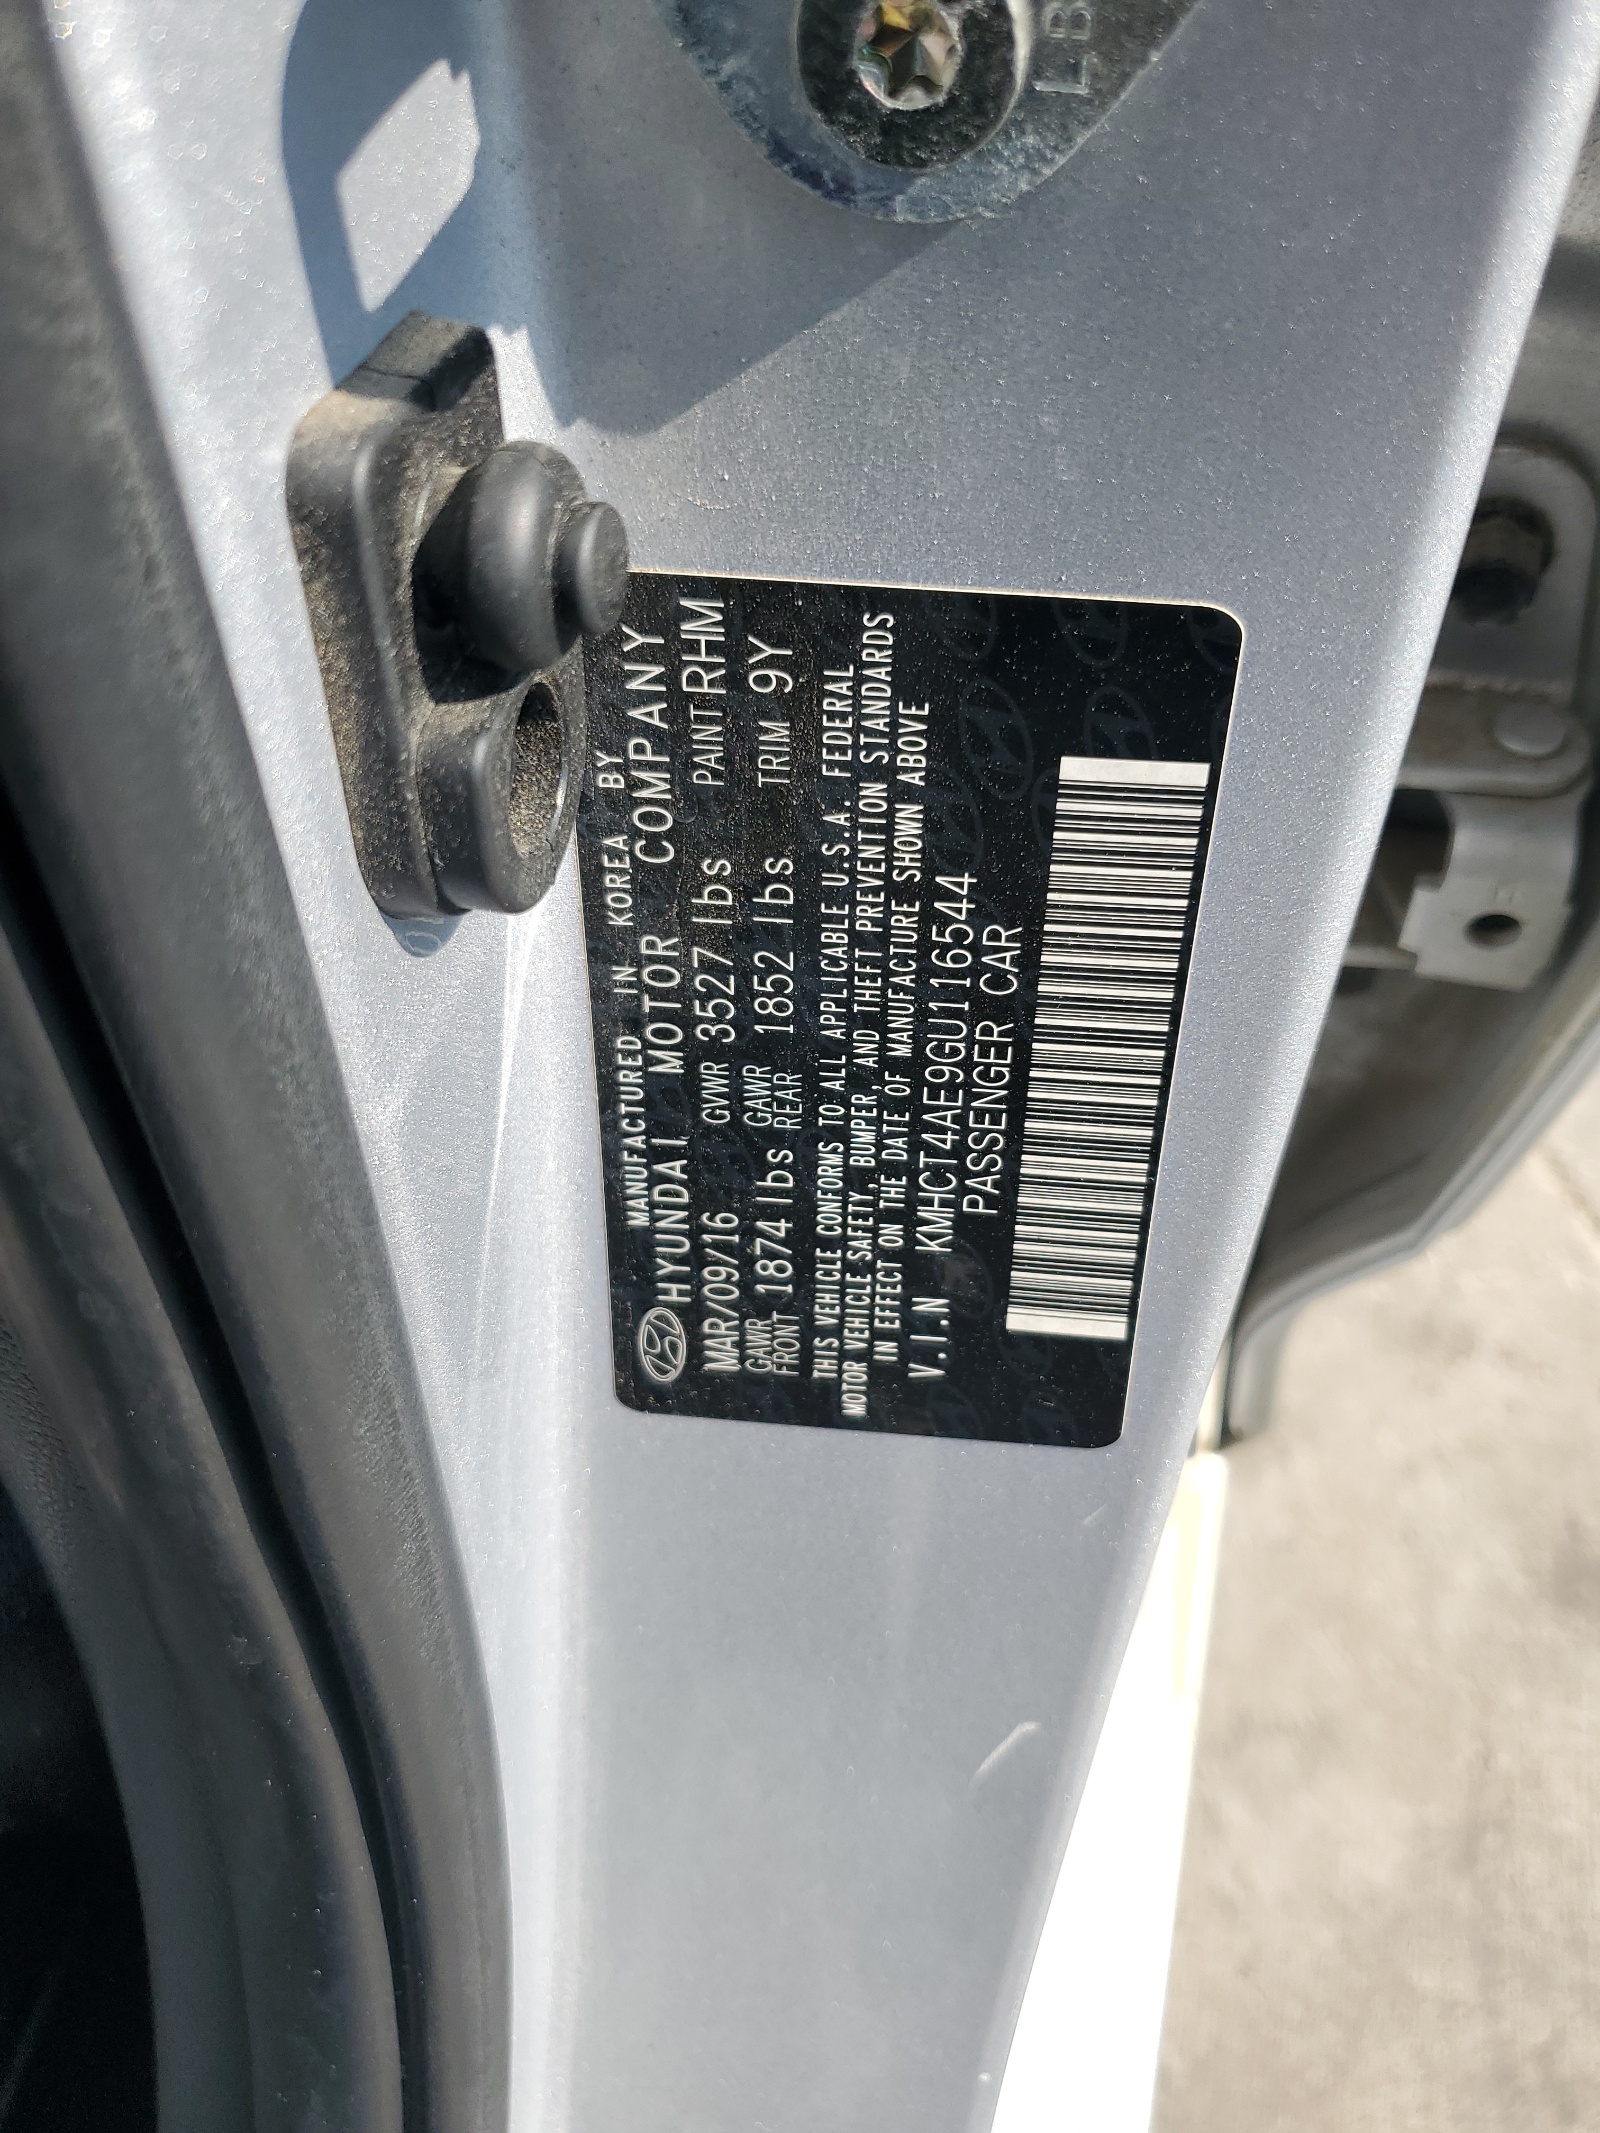 MANUFACTURED IN KOREA BY
HYUNDAI MOTOR COMPANY
MAR/09/16 GVWR 3527 lbs PAINT RHM
GAWR FRONT 1874 lbs GAWR REAR 1852 lbs TRIM 9Y
THIS VEHICLE CONFORMS TO ALL APPLICABLE U.S.A. FEDERAL
MOTOR VEHICLE SAFETY, BUMPER, AND THEFT PREVENTION STANDARDS
IN EFFECT ON THE DATE OF MANUFACTURE SHOWN ABOVE
V.I.N KMHCT4AE9GU116544
PASSENGER CAR